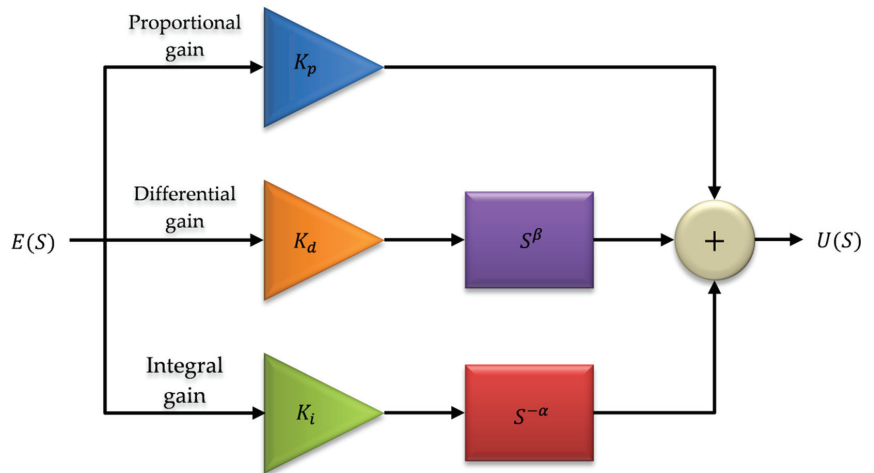 Proportional
gain
K_p
Differential
gain
E(S)
K_d
S^β
+
U(S)
Integral
gain
K_i
S^{-α}